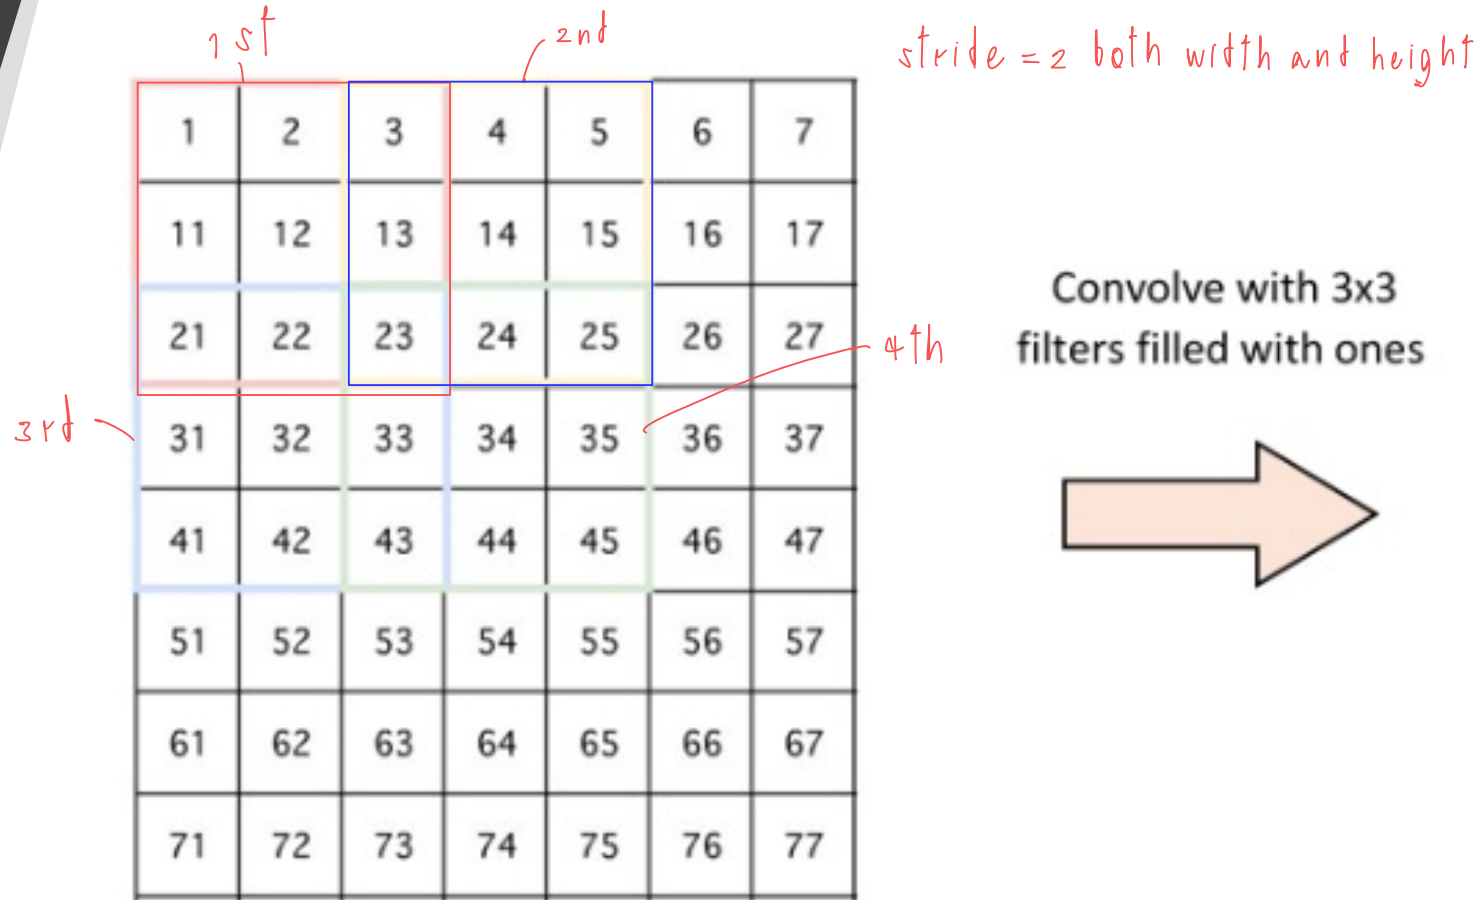 1st
2nd
stride = 2 both width and height
1 2 3 4 5 6 7
11 12 13 14 15 16 17
21 22 23 24 25 26 27
4th
Convolve with 3x3
filters filled with ones
3rd
31 32 33 34 35 36 37
41 42 43 44 45 46 47
51 52 53 54 55 56 57
61 62 63 64 65 66 67
71 72 73 74 75 76 77